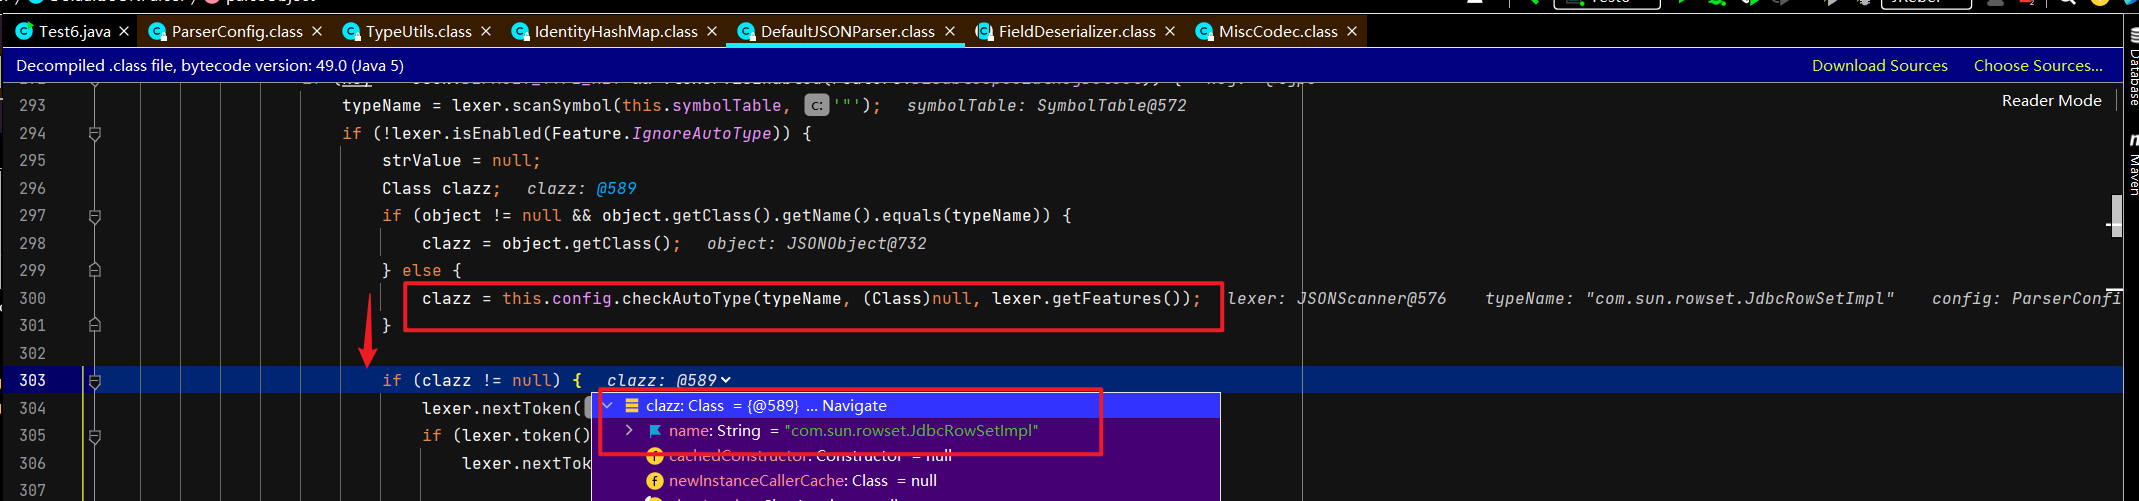 Test6.java × ParserConfig.class × TypeUtils.class × IdentityHashMap.class × DefaultJSONParser.class × FieldDeserializer.class × MiscCodec.class ×
Decompiled .class file, bytecode version: 49.0 (Java 5) Download Sources Choose Sources...
Reader Mode
Database
Maven
293 typeName = lexer.scanSymbol(this.symbolTable, c: '"'); symbolTable: SymbolTable@572
294 if (!lexer.isEnabled(Feature.IgnoreAutoType)) {
295 strValue = null;
296 Class clazz; clazz: @589
297 if (object != null && object.getClass().getName().equals(typeName)) {
298 clazz = object.getClass(); object: JSONObject@732
299 } else {
300 clazz = this.config.checkAutoType(typeName, (Class)null, lexer.getFeatures()); lexer: JSONScanner@576 typeName: "com.sun.rowset.JdbcRowSetImpl" config: ParserConfi
301 }
302
303 if (clazz != null) { clazz: @589
304 lexer.nextToken(
305 if (lexer.token()
306 lexer.nextTok
307
clazz: Class = {@589} ... Navigate
name: String = "com.sun.rowset.JdbcRowSetImpl"
cachedConstructor: Constructor = null
newInstanceCallerCache: Class = null